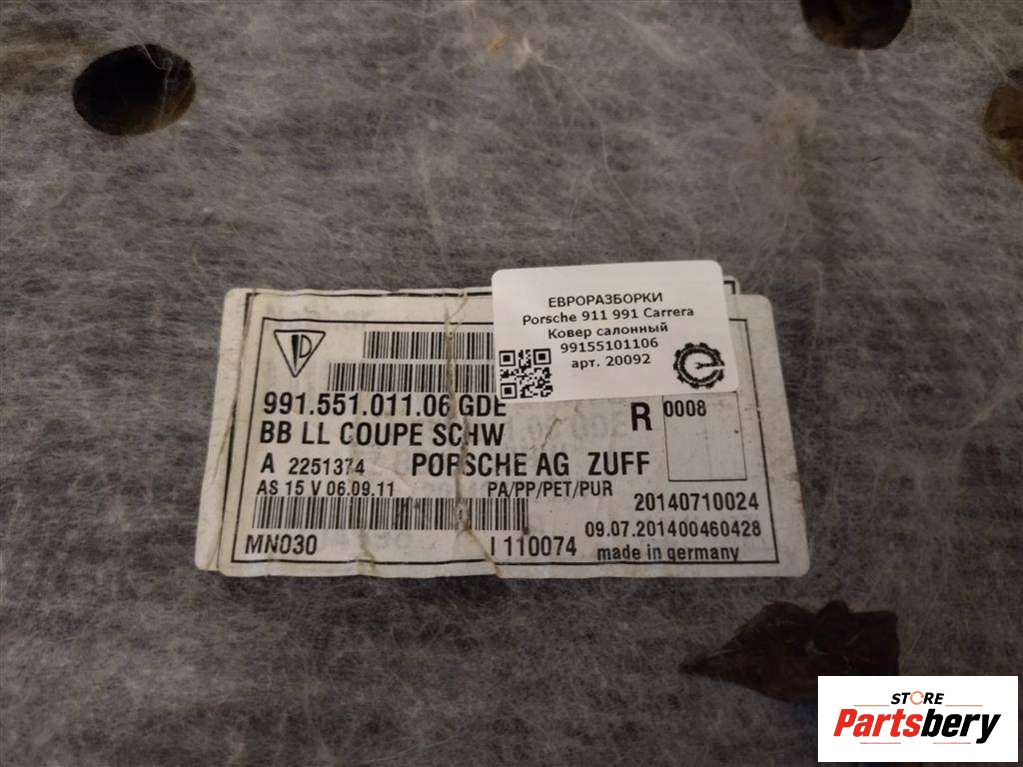 ЕВРОРАЗБОРКИ
Porsche 911 991 Carrera
Ковер салонный
99155101106
арт. 20092
991.551.011.06 GDE
BB LL COUPE SCHW
R 0008
A 2251374 PORSCHE AG ZUFF
AS 15 V 06.09.11 PA/PP/PET/PUR 20140710024
09.07.201400460428
MN030 I 110074 made in germany
STORE
Partsbery